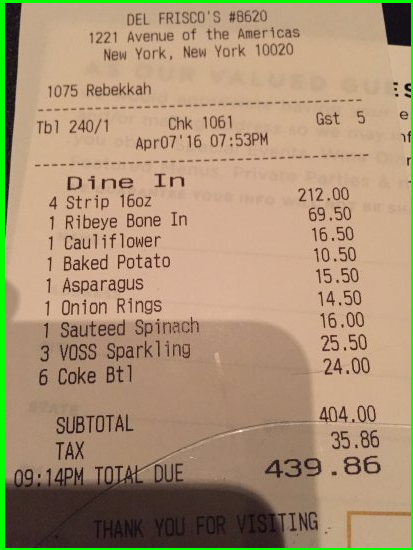 DEL FRISCO'S #8620
1221 Avenue of the Americas
New York, New York 10020
1075 Rebekkah
Tbl 240/1 Chk 1061 Gst 5
Apr07'16 07:53PM
Dine In
4 Strip 16oz 212.00
1 Ribeye Bone In 69.50
1 Cauliflower 16.50
1 Baked Potato 10.50
1 Asparagus 15.50
1 Onion Rings 14.50
1 Sauteed Spinach 16.00
3 VOSS Sparkling 25.50
6 Coke Btl 24.00
SUBTOTAL 404.00
TAX 35.86
09:14PM TOTAL DUE 439.86
THANK YOU FOR VISITING